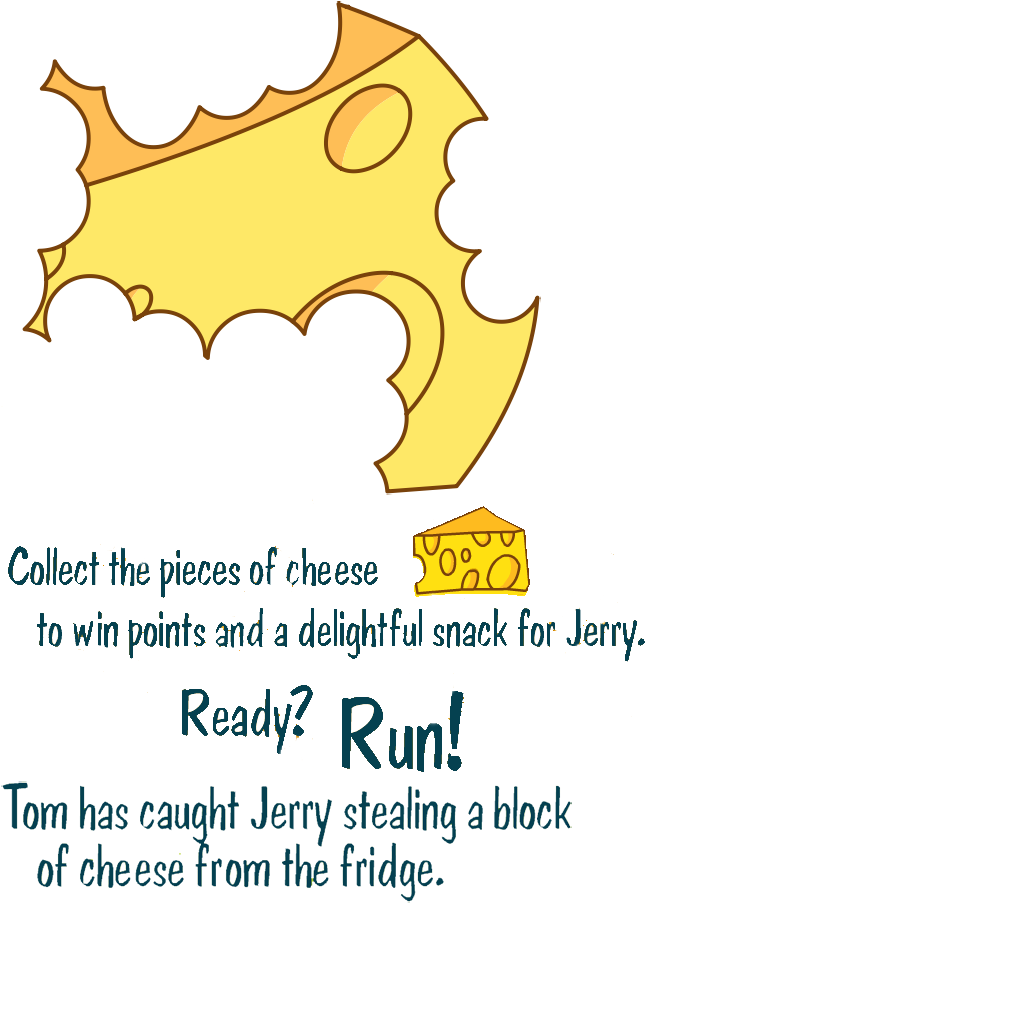 Collect the pieces of cheese
to win points and a delightful snack for Jerry.
Ready? Run!
Tom has caught Jerry stealing a block
of cheese from the fridge.